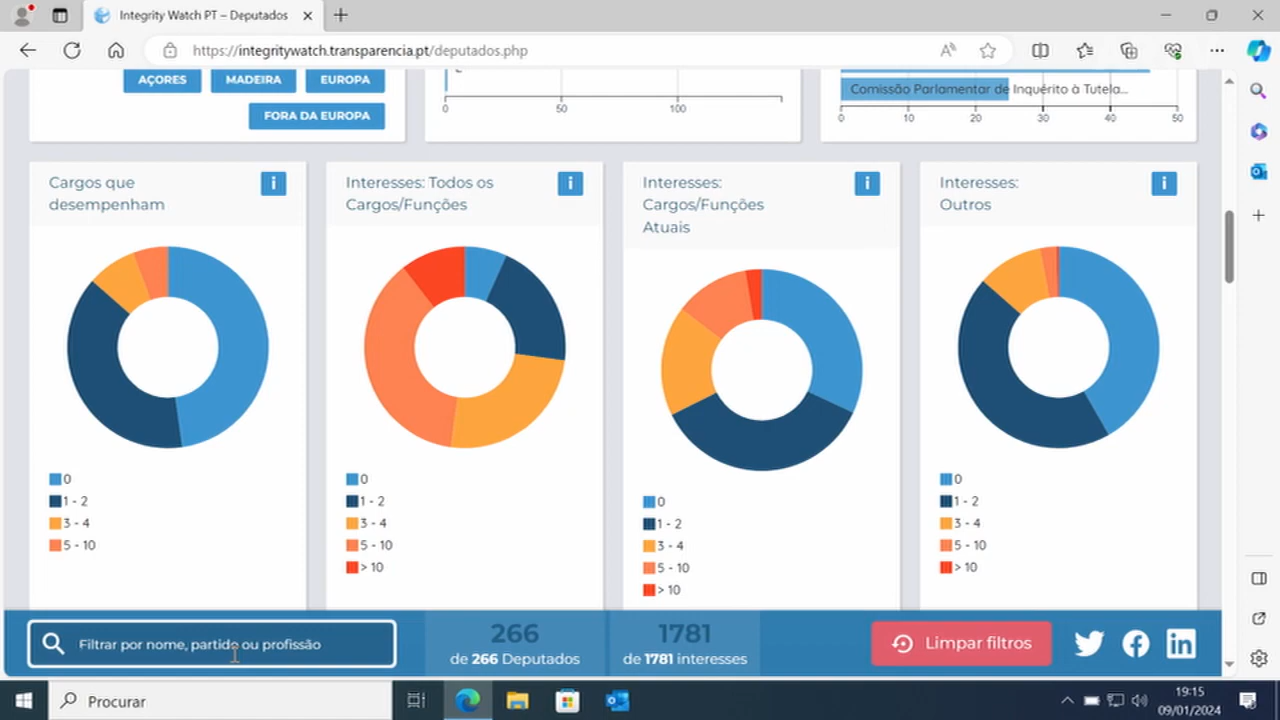 Integrity Watch PT – Deputados
https://integritywatch.transparencia.pt/deputados.php
AÇORES
MADEIRA
EUROPA
FORA DA EUROPA
0
50
100
Comissão Parlamentar de Inquérito à Tutela...
0
10
20
30
40
50
Cargos que
desempenham
i
Interesses: Todos os
Cargos/Funções
i
Interesses:
Cargos/Funções
Atuais
i
Interesses:
Outros
i
0
1 - 2
3 - 4
5 - 10
0
1 - 2
3 - 4
5 - 10
> 10
0
1 - 2
3 - 4
5 - 10
> 10
0
1 - 2
3 - 4
5 - 10
> 10
Filtrar por nome, partido ou profissão
266
de 266 Deputados
1781
de 1781 interesses
Limpar filtros
Procurar
19:15
09/01/2024